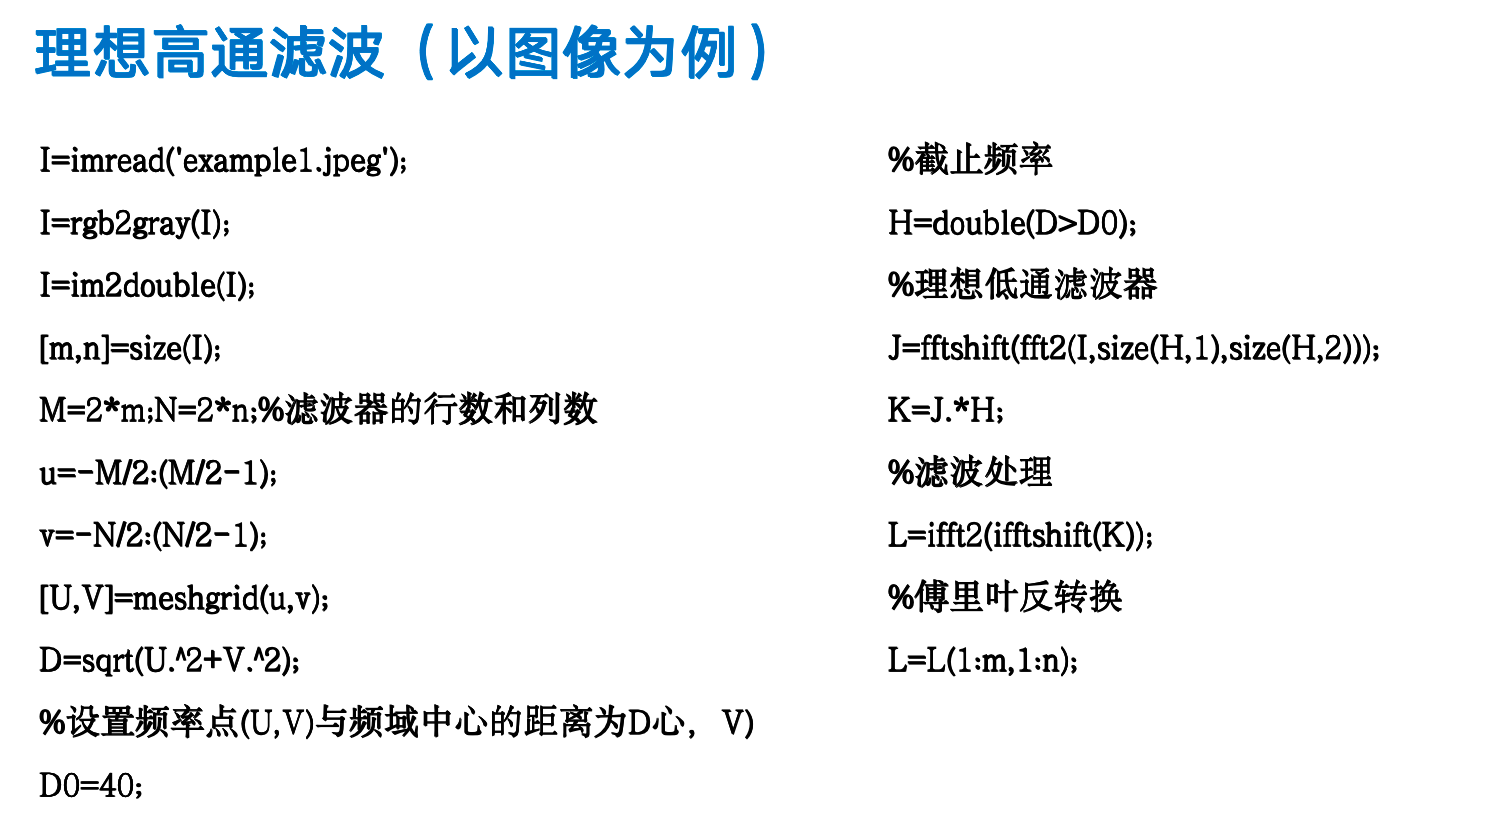 理想高通滤波（以图像为例）
I=imread('example1.jpeg');
I=rgb2gray(I);
I=im2double(I);
[m,n]=size(I);
M=2*m;N=2*n;%滤波器的行数和列数
u=-M/2:(M/2-1);
v=-N/2:(N/2-1);
[U,V]=meshgrid(u,v);
D=sqrt(U.^2+V.^2);
%设置频率点(U,V)与频域中心的距离为D心， V)
D0=40;
%截止频率
H=double(D>D0);
%理想低通滤波器
J=fftshift(fft2(I,size(H,1),size(H,2)));
K=J.*H;
%滤波处理
L=ifft2(ifftshift(K));
%傅里叶反转换
L=L(1:m,1:n);